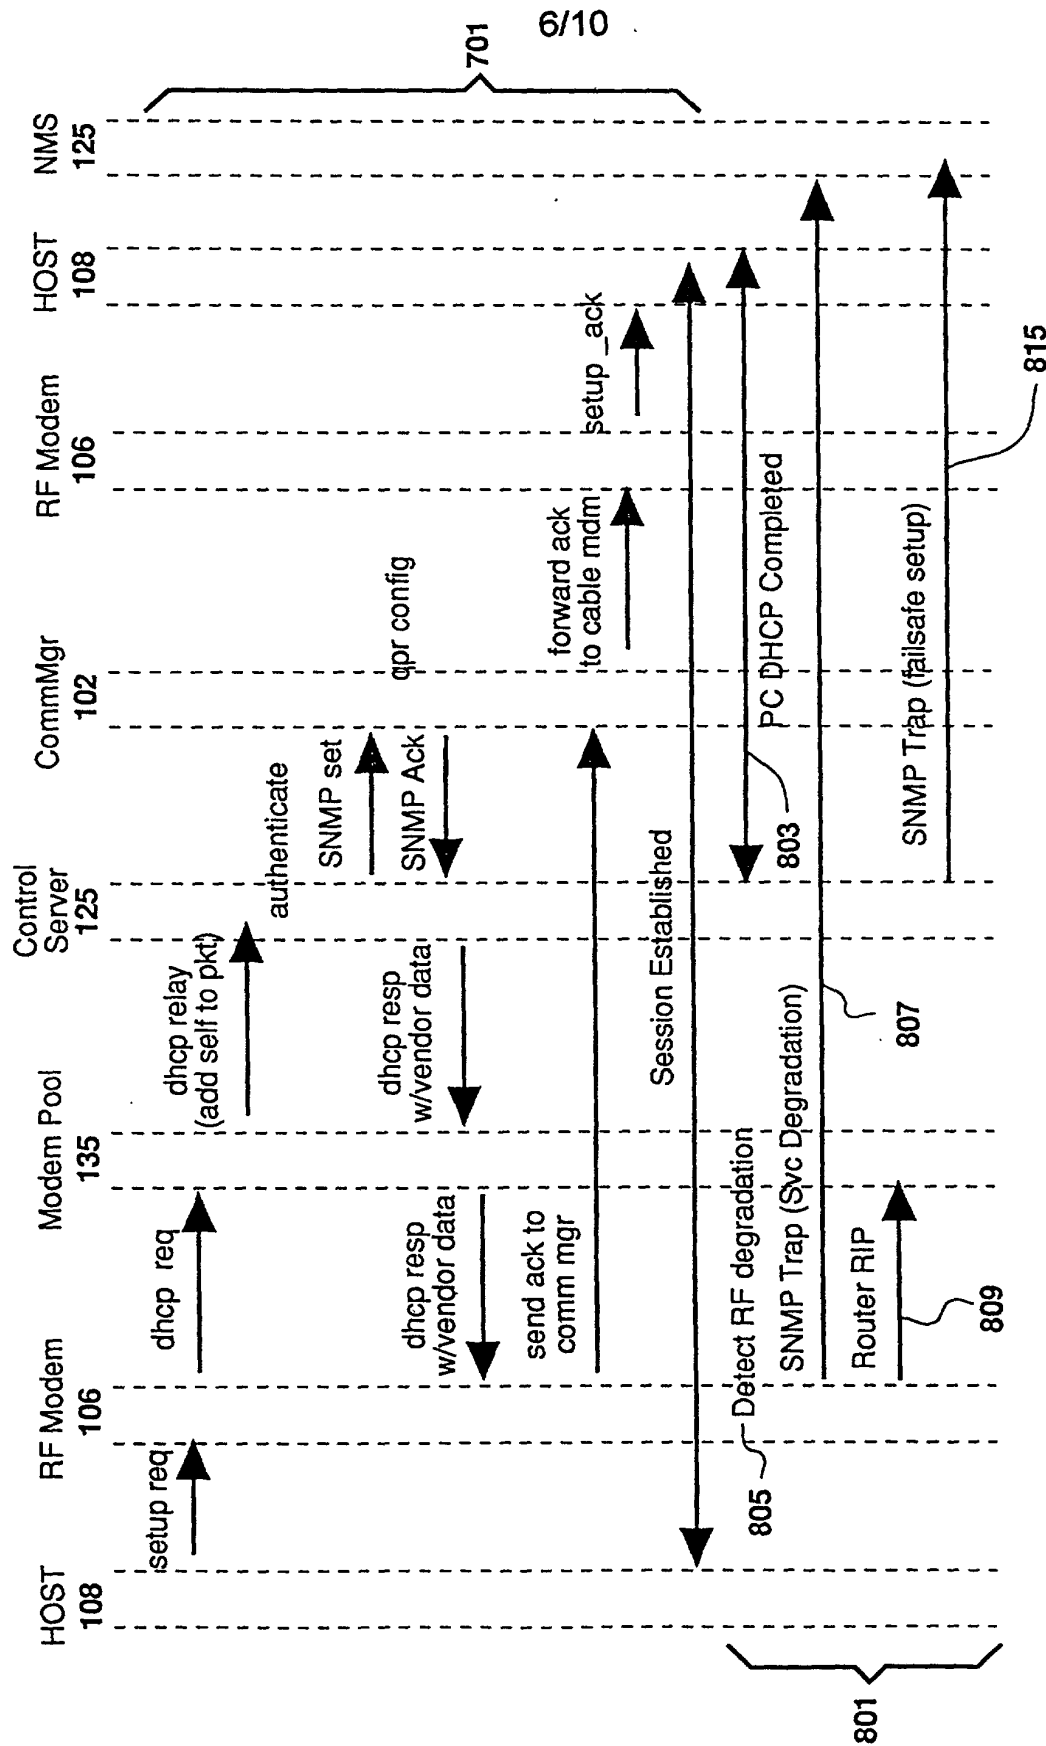 6/10
HOST
108
RF Modem
106
Modem Pool
135
Control
Server
125
CommMgr
102
RF Modem
106
HOST
108
NMS
125
701
setup req
dhcp req
dhcp relay
(add self to pkt)
authenticate
SNMP set
SNMP Ack
qpr config
dhcp resp
w/vendor data
dhcp resp
w/vendor data
send ack to
comm mgr
forward ack
to cable mdm
setup_ack
Session Established
803
PC DHCP Completed
805
Detect RF degradation
SNMP Trap (Svc Degradation)
807
Router RIP
809
SNMP Trap (failsafe setup)
815
801